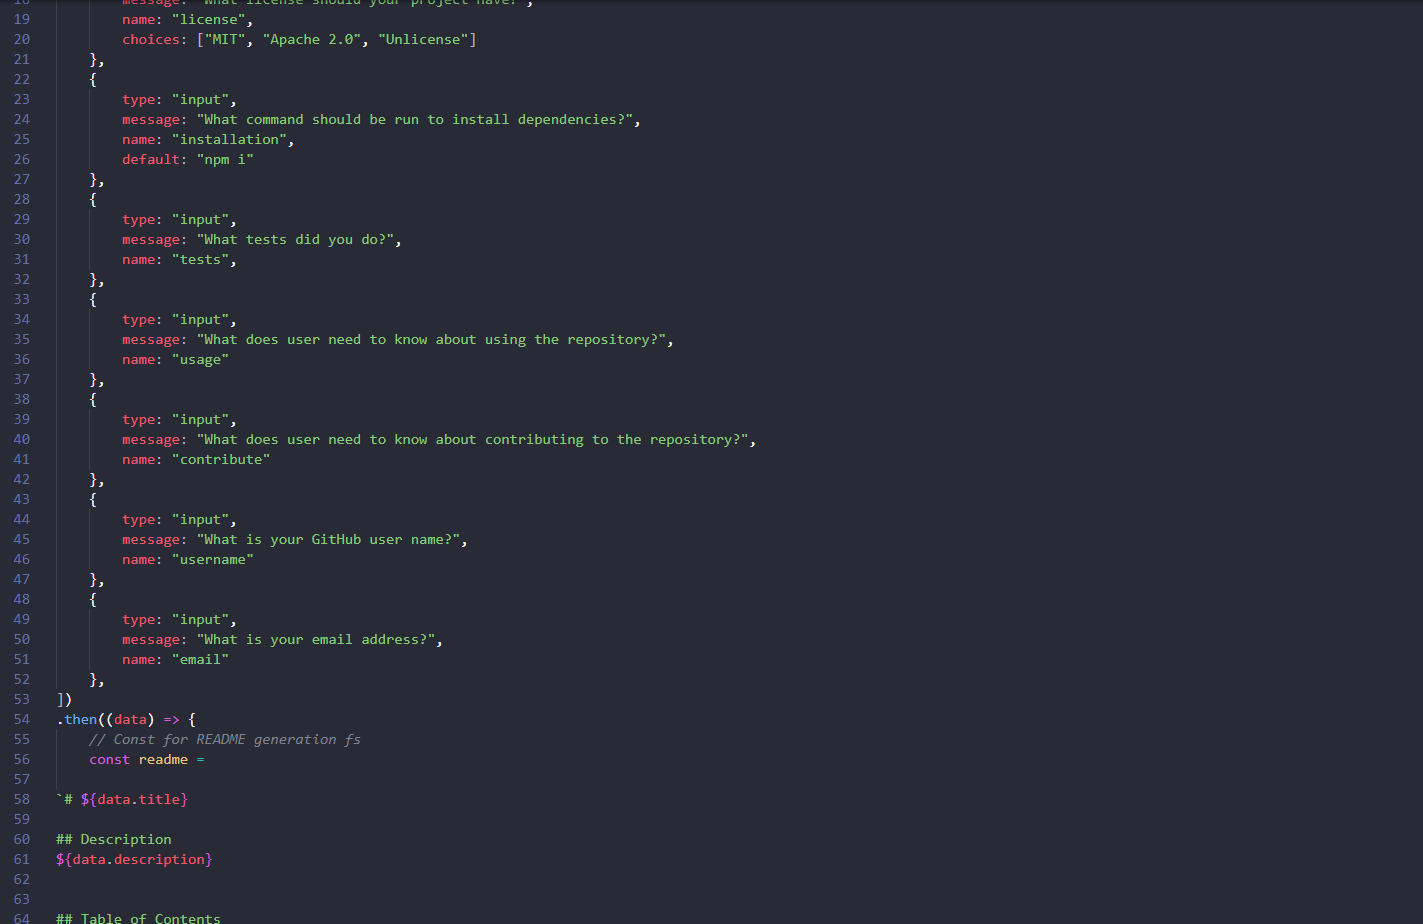 18 message: "What license should your project have?",
19 name: "license",
20 choices: ["MIT", "Apache 2.0", "Unlicense"]
21 },
22 {
23 type: "input",
24 message: "What command should be run to install dependencies?",
25 name: "installation",
26 default: "npm i"
27 },
28 {
29 type: "input",
30 message: "What tests did you do?",
31 name: "tests",
32 },
33 {
34 type: "input",
35 message: "What does user need to know about using the repository?",
36 name: "usage"
37 },
38 {
39 type: "input",
40 message: "What does user need to know about contributing to the repository?",
41 name: "contribute"
42 },
43 {
44 type: "input",
45 message: "What is your GitHub user name?",
46 name: "username"
47 },
48 {
49 type: "input",
50 message: "What is your email address?",
51 name: "email"
52 },
53 ])
54 .then((data) => {
55 // Const for README generation fs
56 const readme =
57
58 `# ${data.title}
59
60 ## Description
61 ${data.description}
62
63
64 ## Table of Contents